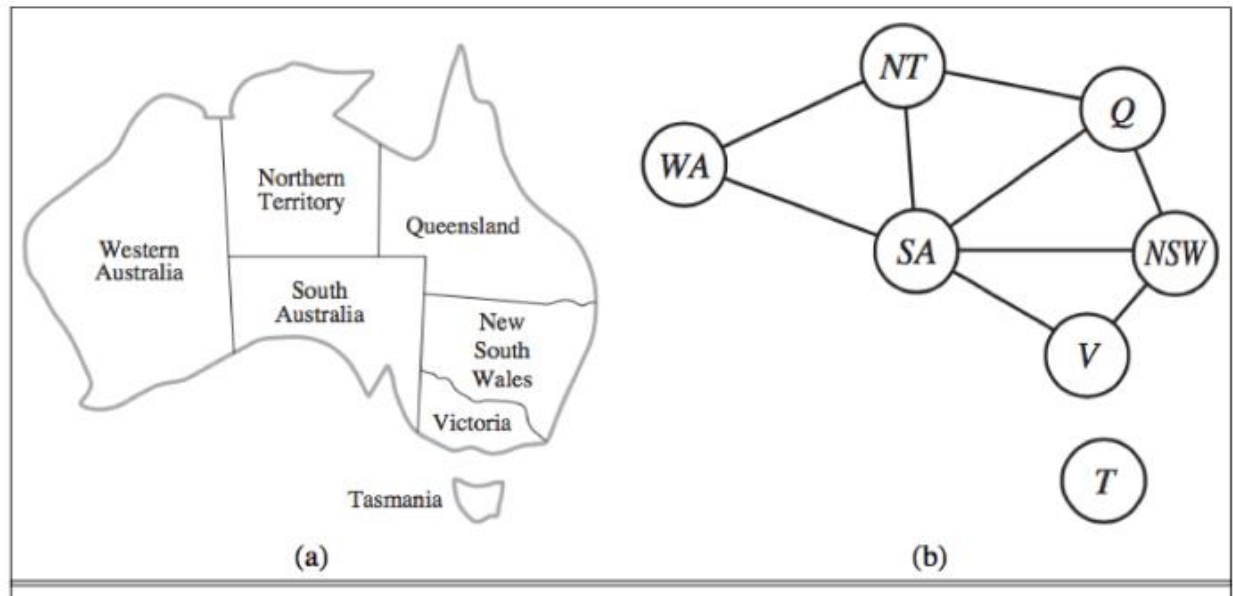 Northern
Territory
Western
Australia
Queensland
South
Australia
New
South
Wales
Victoria
Tasmania
(a)
NT
Q
WA
SA
NSW
V
T
(b)